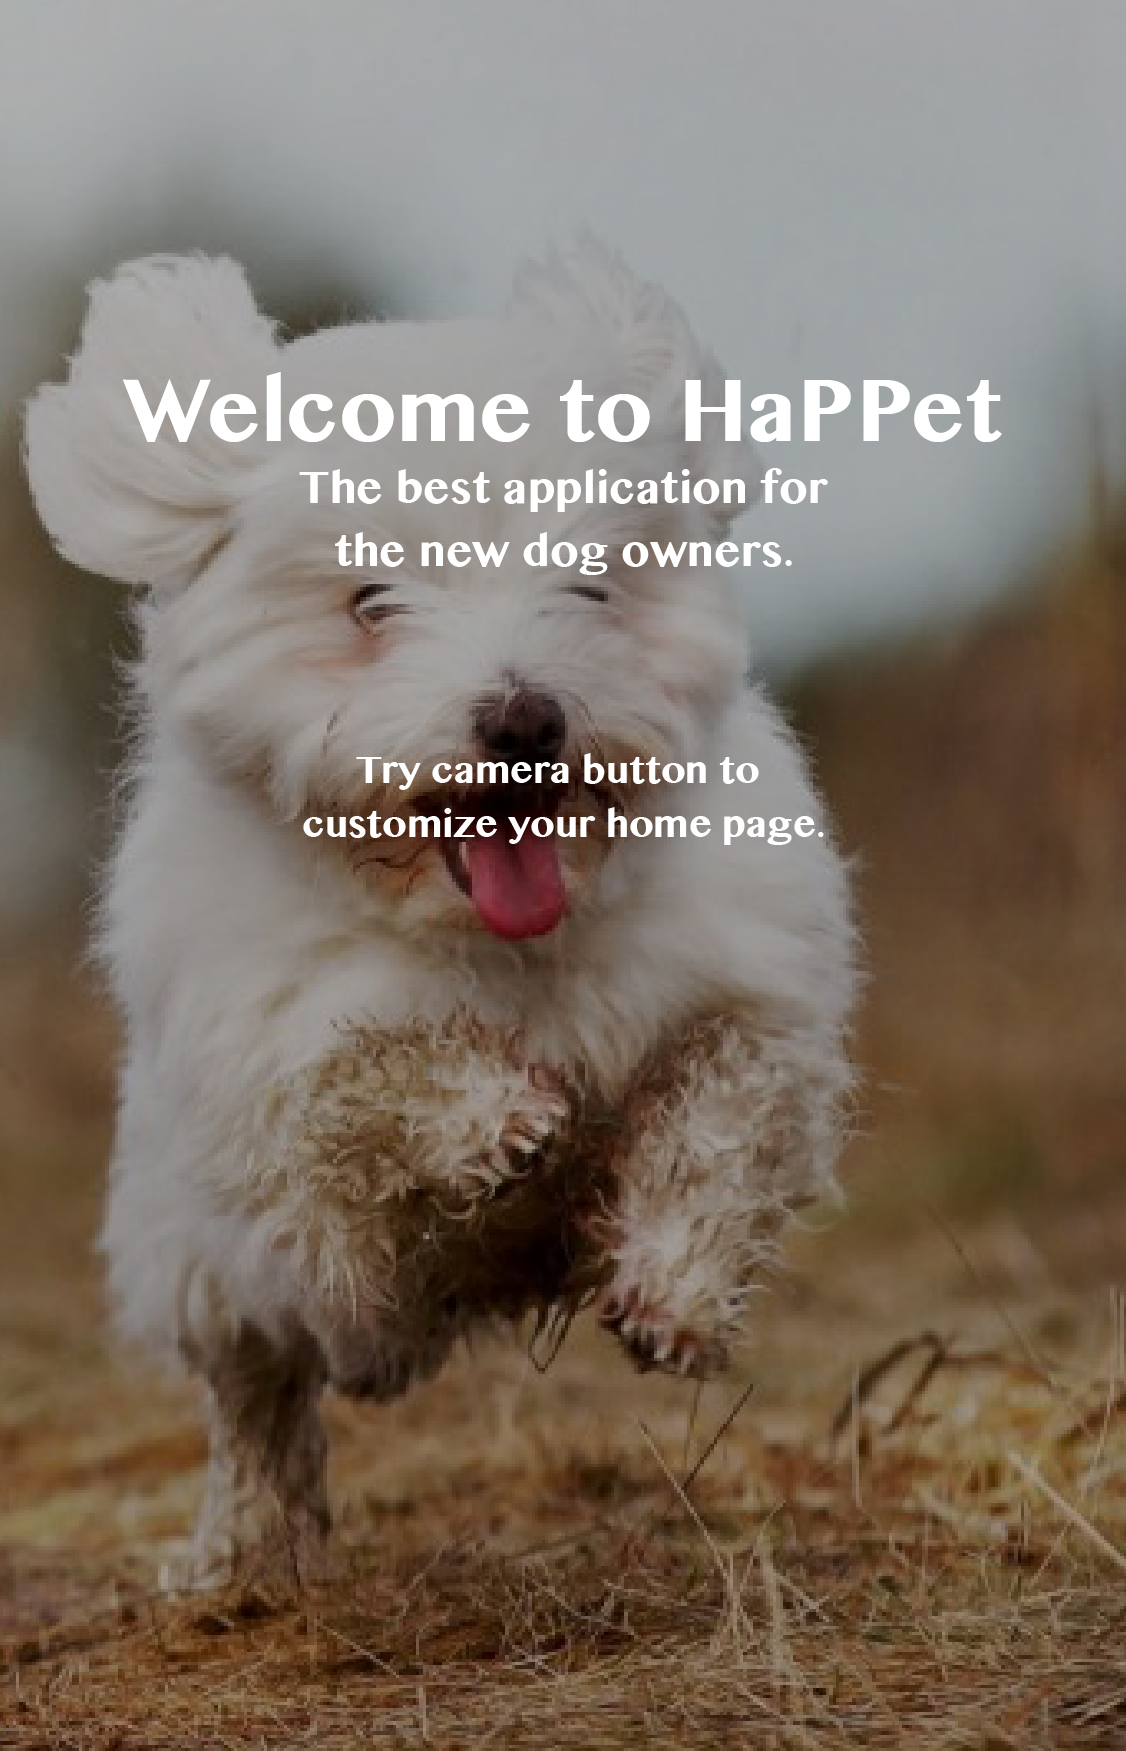 Welcome to HaPPet
The best application for
the new dog owners.
Try camera button to
customize your home page.